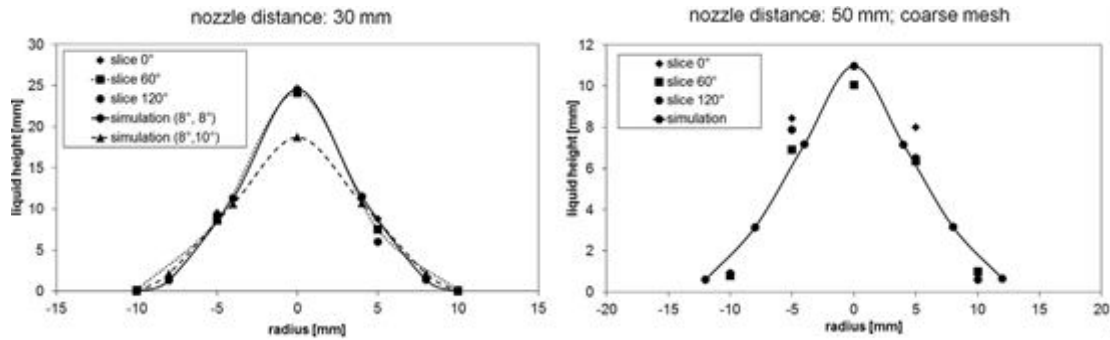 nozzle distance: 30 mm
30
25
20
15
10
5
0
liquid height [mm]
slice 0°
slice 60°
slice 120°
simulation (8°, 8°)
simulation (8°,10°)
-15
-10
-5
0
5
10
15
radius [mm]
nozzle distance: 50 mm; coarse mesh
12
10
8
6
4
2
0
liquid height [mm]
slice 0°
slice 60°
slice 120°
simulation
-20
-15
-10
-5
0
5
10
15
20
radius [mm]